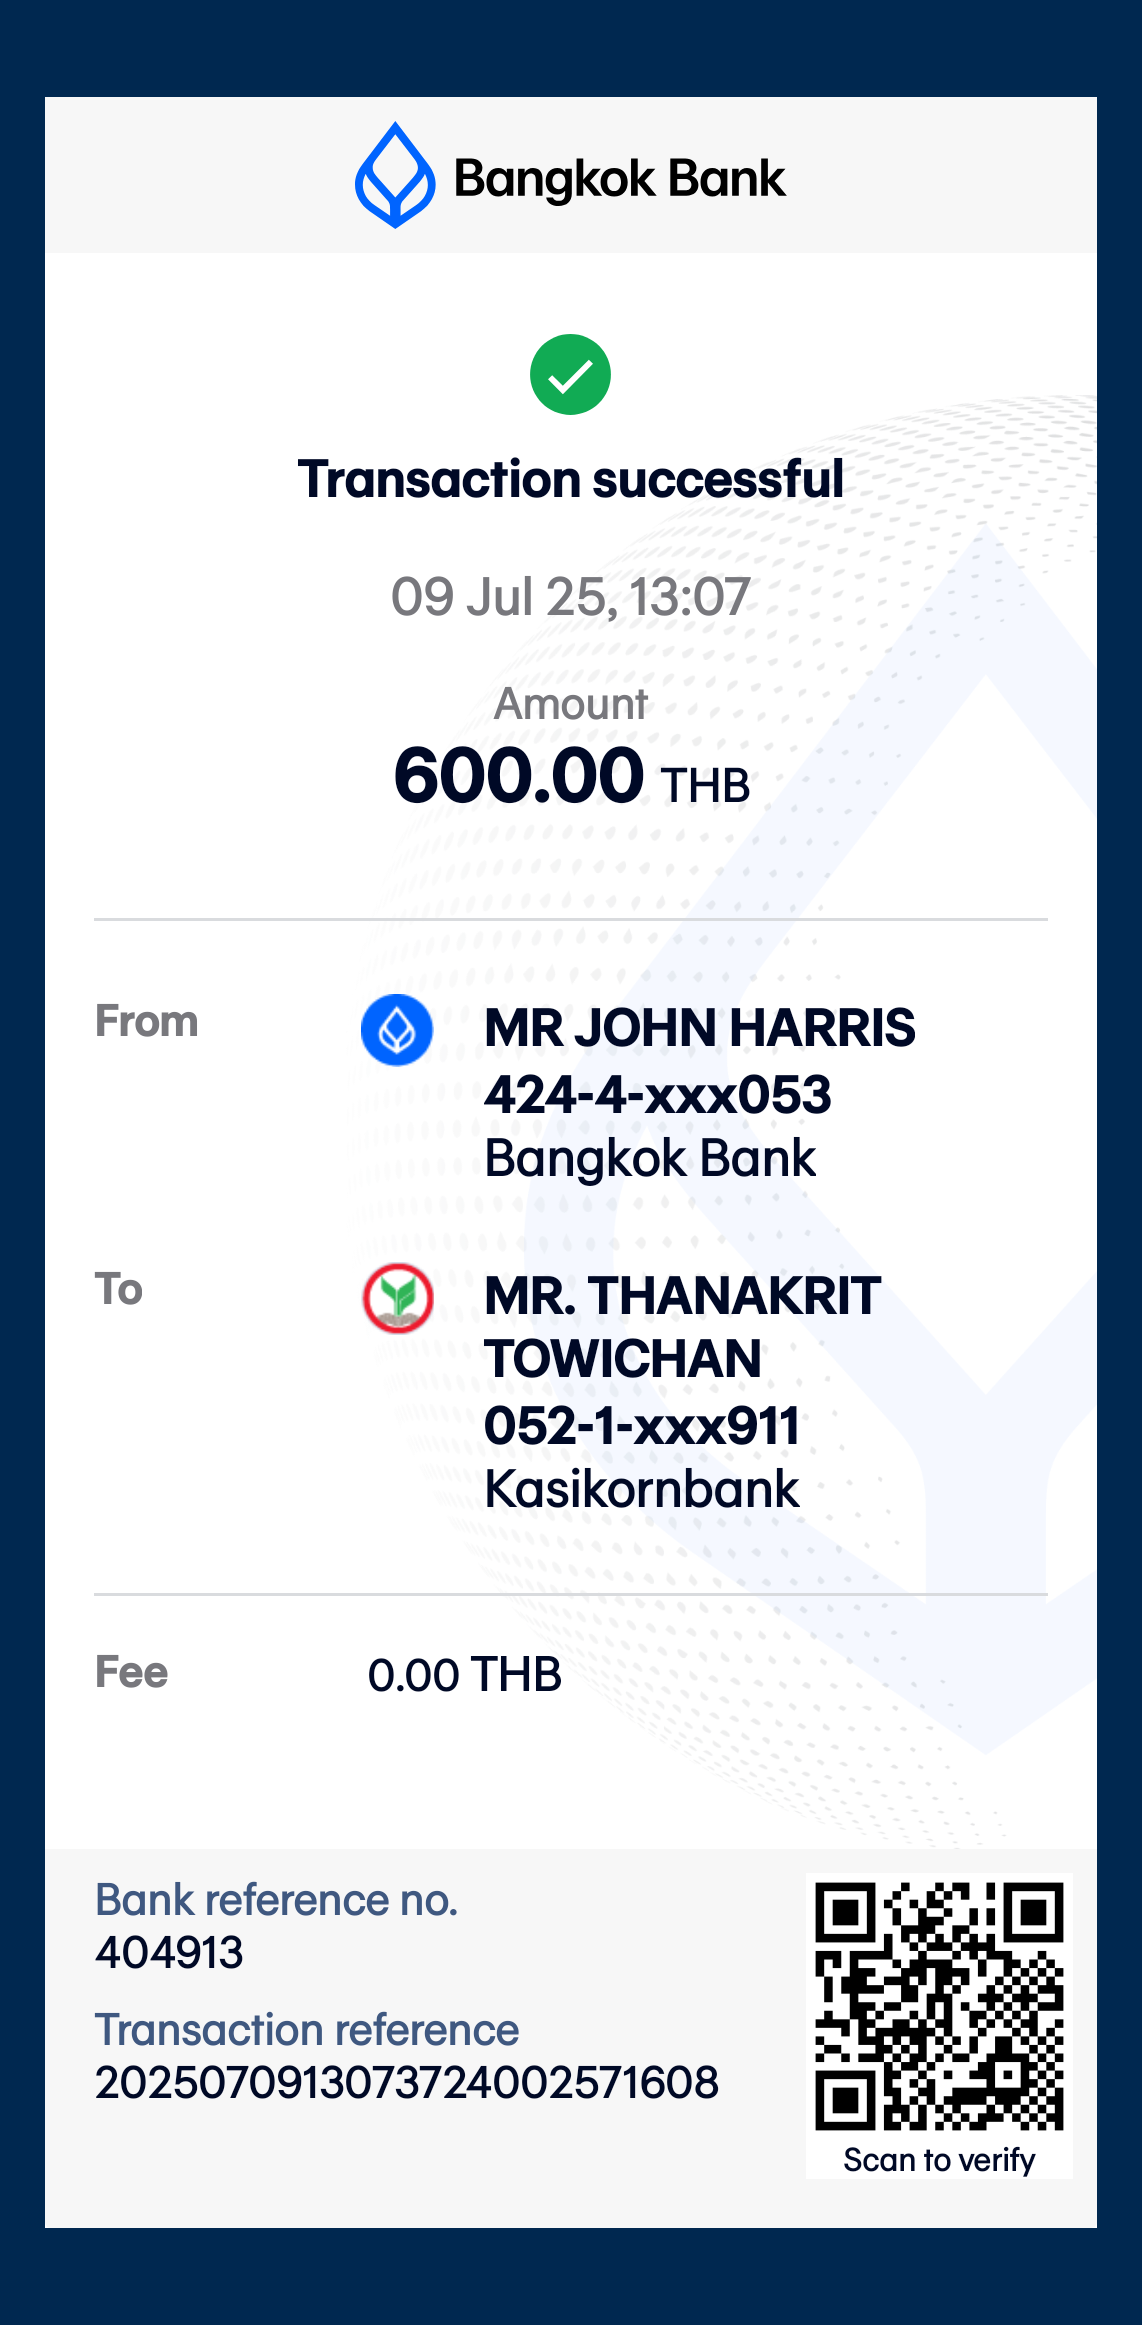 Bangkok Bank
Transaction successful
09 Jul 25, 13:07
Amount
600.00 THB
From
MR JOHN HARRIS
424-4-xxx053
Bangkok Bank
To
MR. THANAKRIT
TOWICHAN
052-1-xxx911
Kasikornbank
Fee
0.00 THB
Bank reference no.
404913
Transaction reference
2025070913073724002571608
Scan to verify